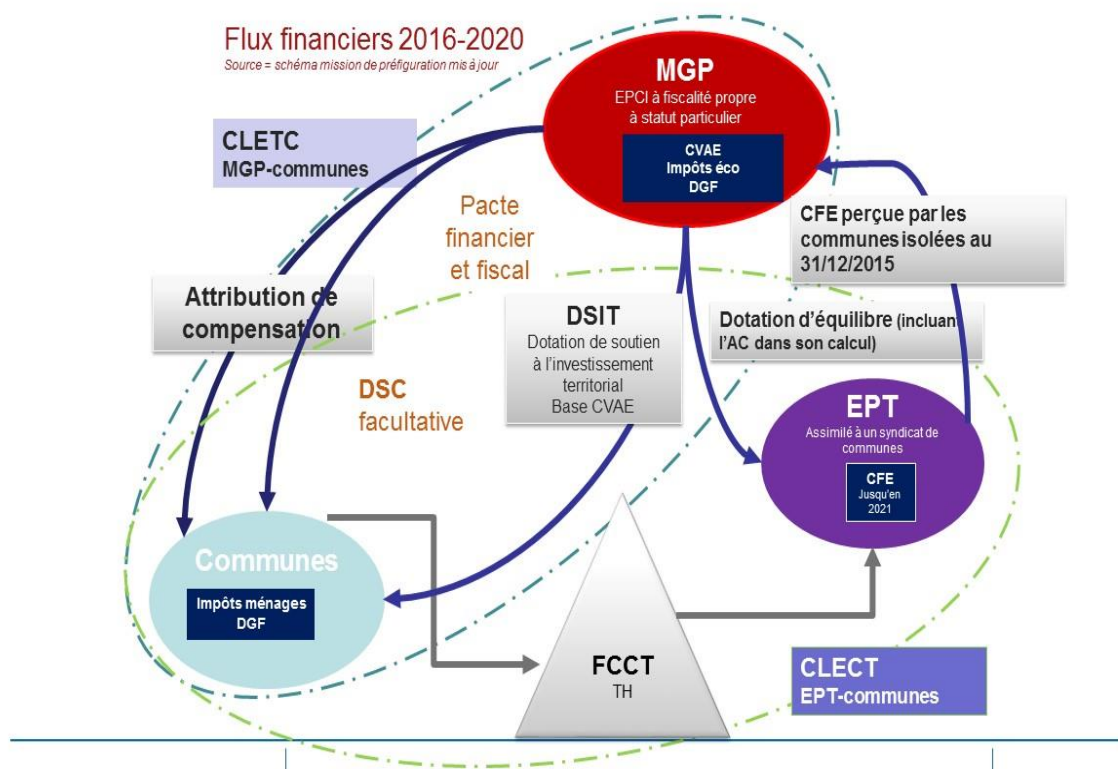 Flux financiers 2016-2020
Source = schéma mission de préfiguration mis à jour
MGP
EPCI à fiscalité propre
à statut particulier
CVAE
Impôts éco
DGF
CLETC
MGP-communes
Pacte
financier
et fiscal
CFE perçue par les
communes isolées au
31/12/2015
Attribution de
compensation
DSIT
Dotation de soutien
à l'investissement
territorial
Base CVAE
Dotation d'équilibre (incluant
l'AC dans son calcul)
DSC
facultative
EPT
Assimilé à un syndicat de
communes
CFE
Jusqu'en
2021
Communes
Impôts ménages
DGF
FCCT
TH
CLECT
EPT-communes